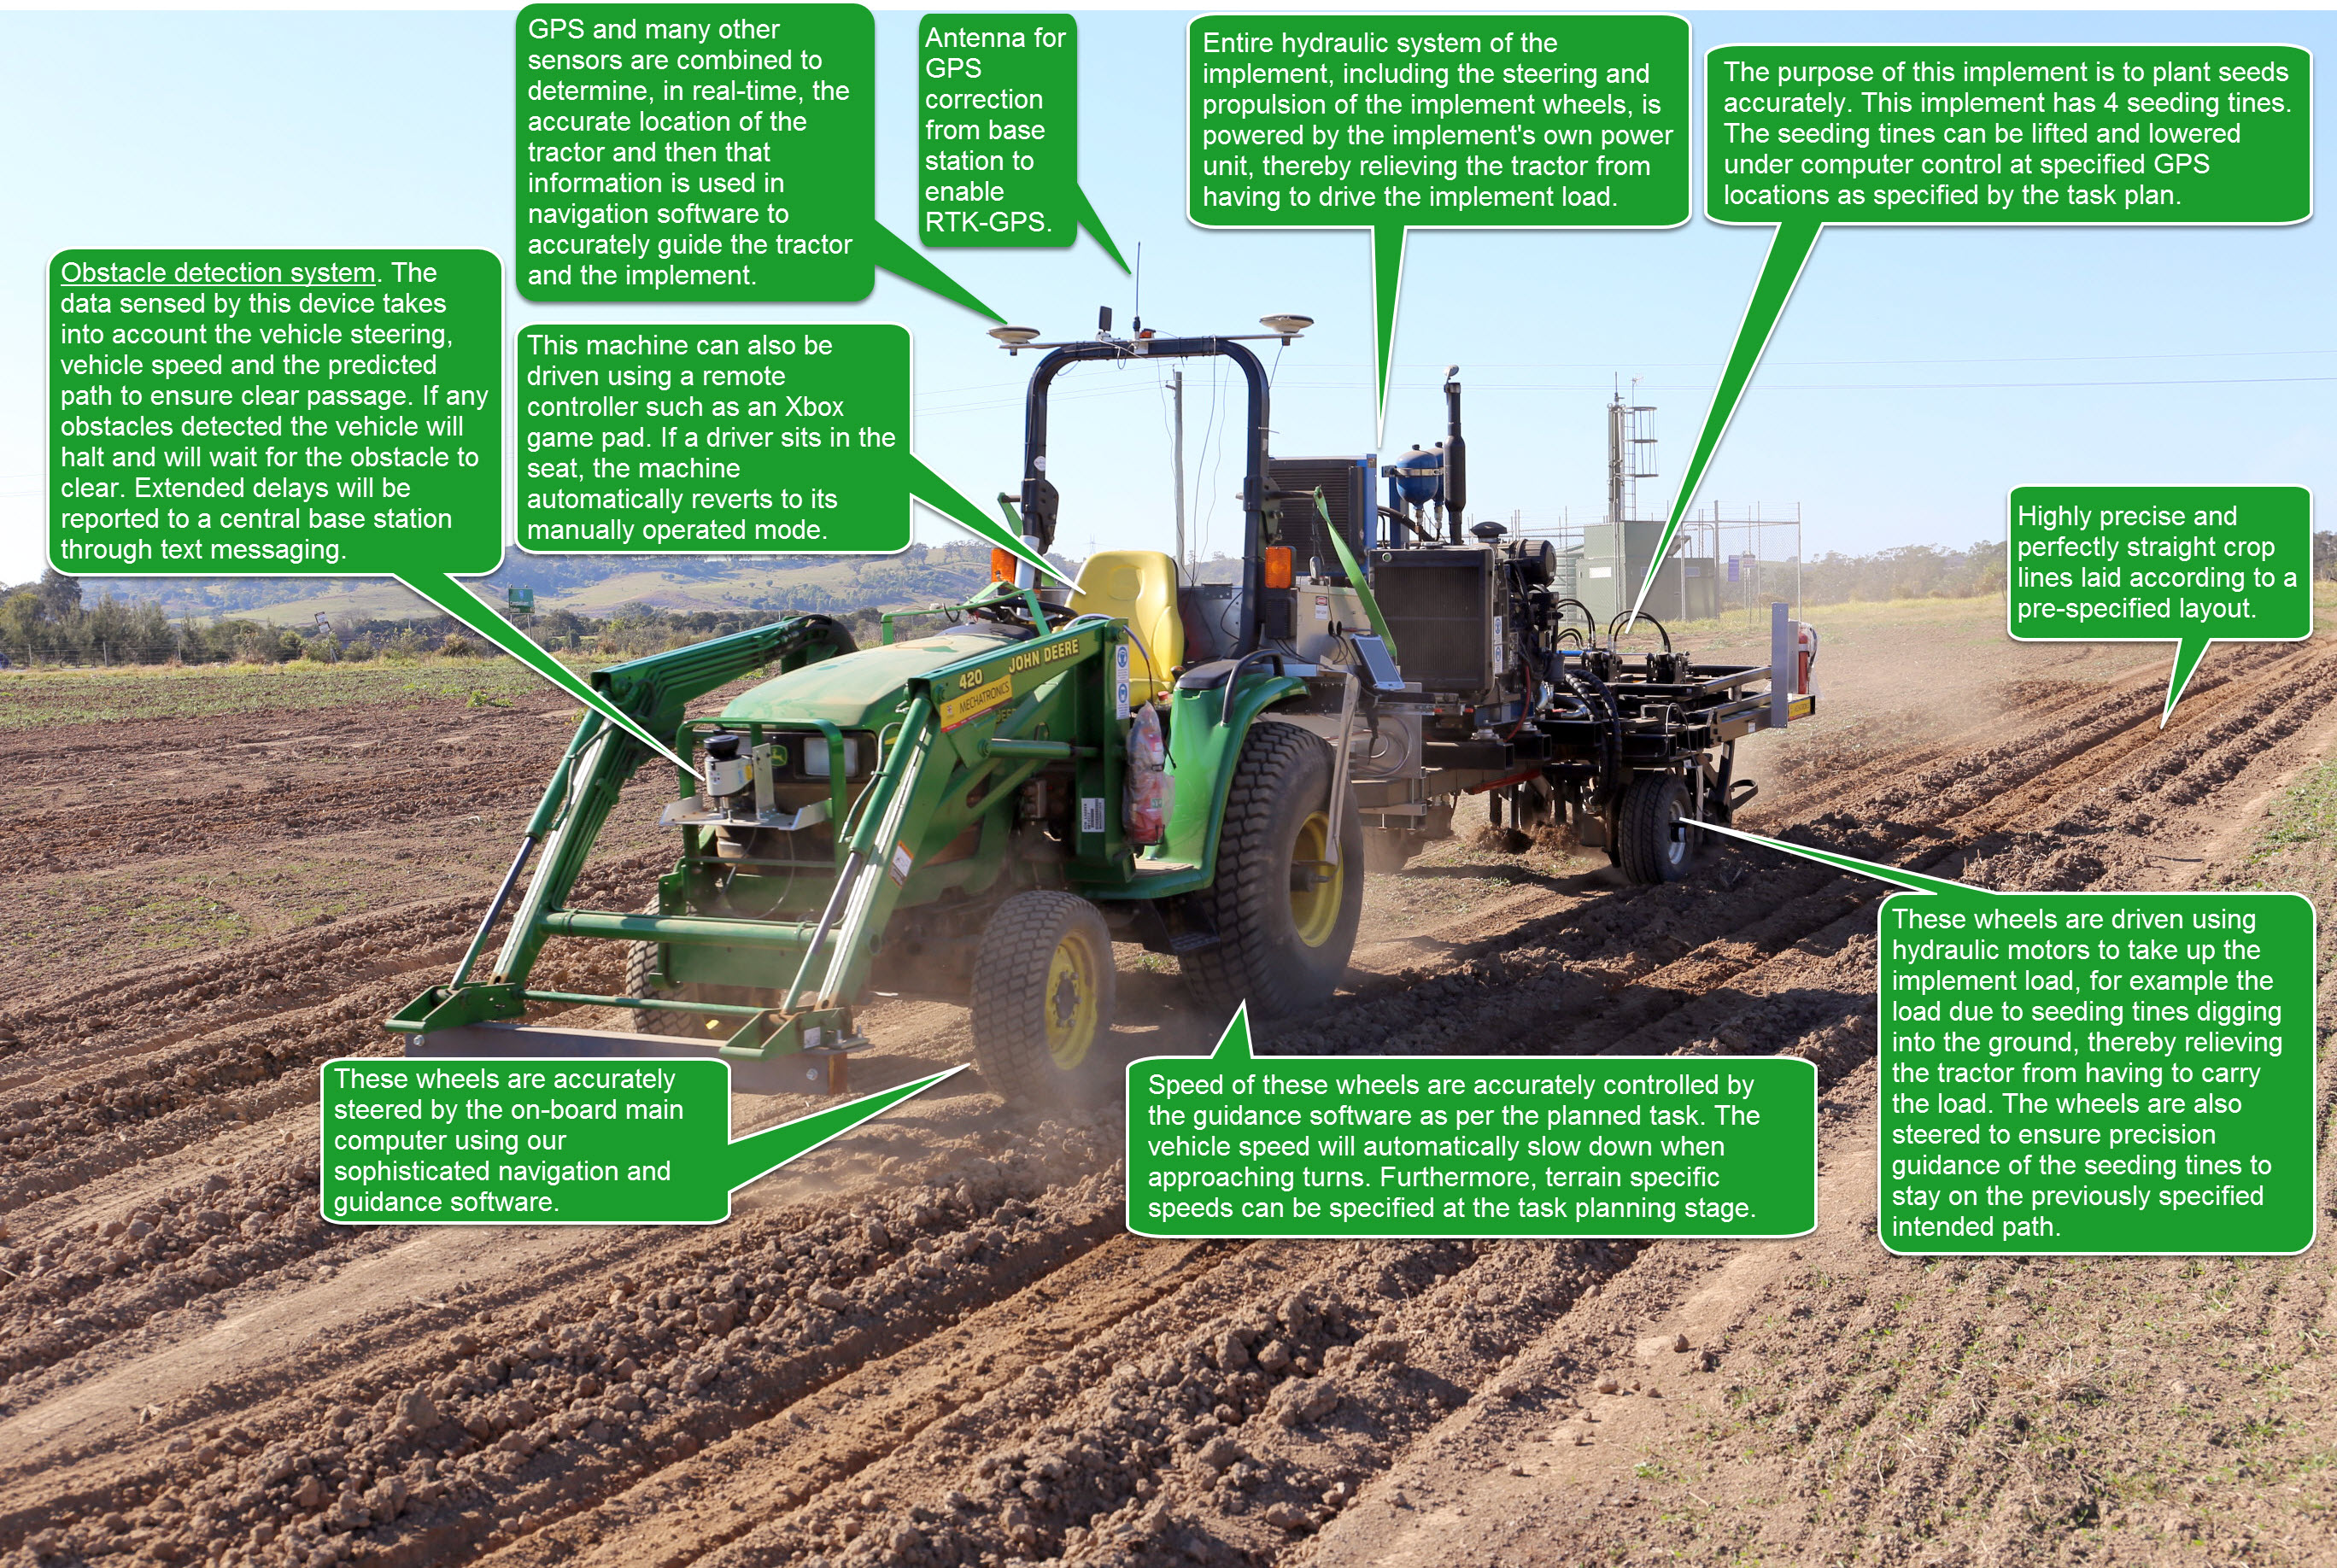 GPS and many other
sensors are combined to
determine, in real-time, the
accurate location of the
tractor and then that
information is used in
navigation software to
accurately guide the tractor
and the implement.
Antenna for
GPS
correction
from base
station to
enable
RTK-GPS.
Entire hydraulic system of the
implement, including the steering and
propulsion of the implement wheels, is
powered by the implement's own power
unit, thereby relieving the tractor from
having to drive the implement load.
The purpose of this implement is to plant seeds
accurately. This implement has 4 seeding tines.
The seeding tines can be lifted and lowered
under computer control at specified GPS
locations as specified by the task plan.
Obstacle detection system. The
data sensed by this device takes
into account the vehicle steering,
vehicle speed and the predicted
path to ensure clear passage. If any
obstacles detected the vehicle will
halt and will wait for the obstacle to
clear. Extended delays will be
reported to a central base station
through text messaging.
This machine can also be
driven using a remote
controller such as an Xbox
game pad. If a driver sits in the
seat, the machine
automatically reverts to its
manually operated mode.
Highly precise and
perfectly straight crop
lines laid according to a
pre-specified layout.
JOHN DEERE
420
MECHATRONICS
These wheels are accurately
steered by the on-board main
computer using our
sophisticated navigation and
guidance software.
Speed of these wheels are accurately controlled by
the guidance software as per the planned task. The
vehicle speed will automatically slow down when
approaching turns. Furthermore, terrain specific
speeds can be specified at the task planning stage.
These wheels are driven using
hydraulic motors to take up the
implement load, for example the
load due to seeding tines digging
into the ground, thereby relieving
the tractor from having to carry
the load. The wheels are also
steered to ensure precision
guidance of the seeding tines to
stay on the previously specified
intended path.